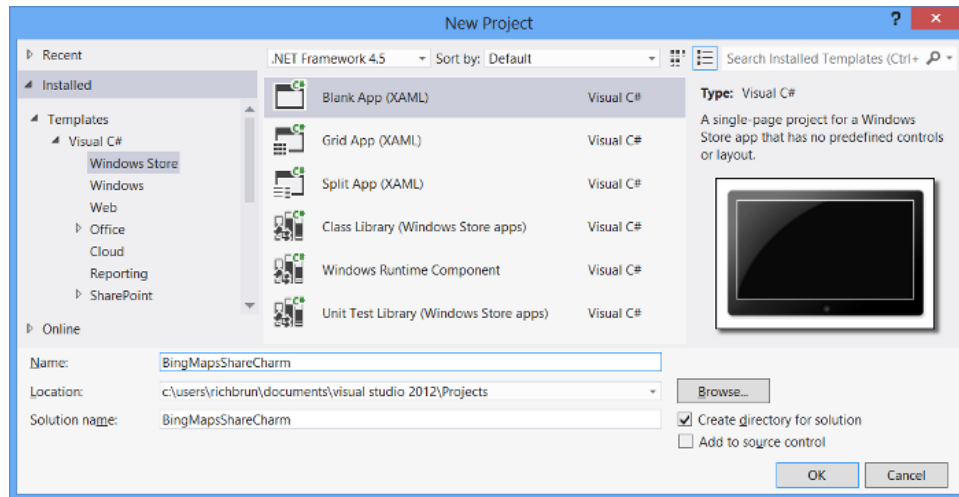 New Project
?
×
Recent
.NET Framework 4.5 Sort by: Default Search Installed Templates (Ctrl+
Installed
Templates
Visual C#
Windows Store
Windows
Web
Office
Cloud
Reporting
SharePoint
Online
C# Blank App (XAML) Visual C#
C# Grid App (XAML) Visual C#
C# Split App (XAML) Visual C#
C# Class Library (Windows Store apps) Visual C#
C# Windows Runtime Component Visual C#
C# Unit Test Library (Windows Store apps) Visual C#
Type: Visual C#
A single-page project for a Windows
Store app that has no predefined controls
or layout.
Name: BingMapsShareCharm
Location: c:\users\richbrun\documents\visual studio 2012\Projects Browse...
Solution name: BingMapsShareCharm
Create directory for solution
Add to source control
OK Cancel